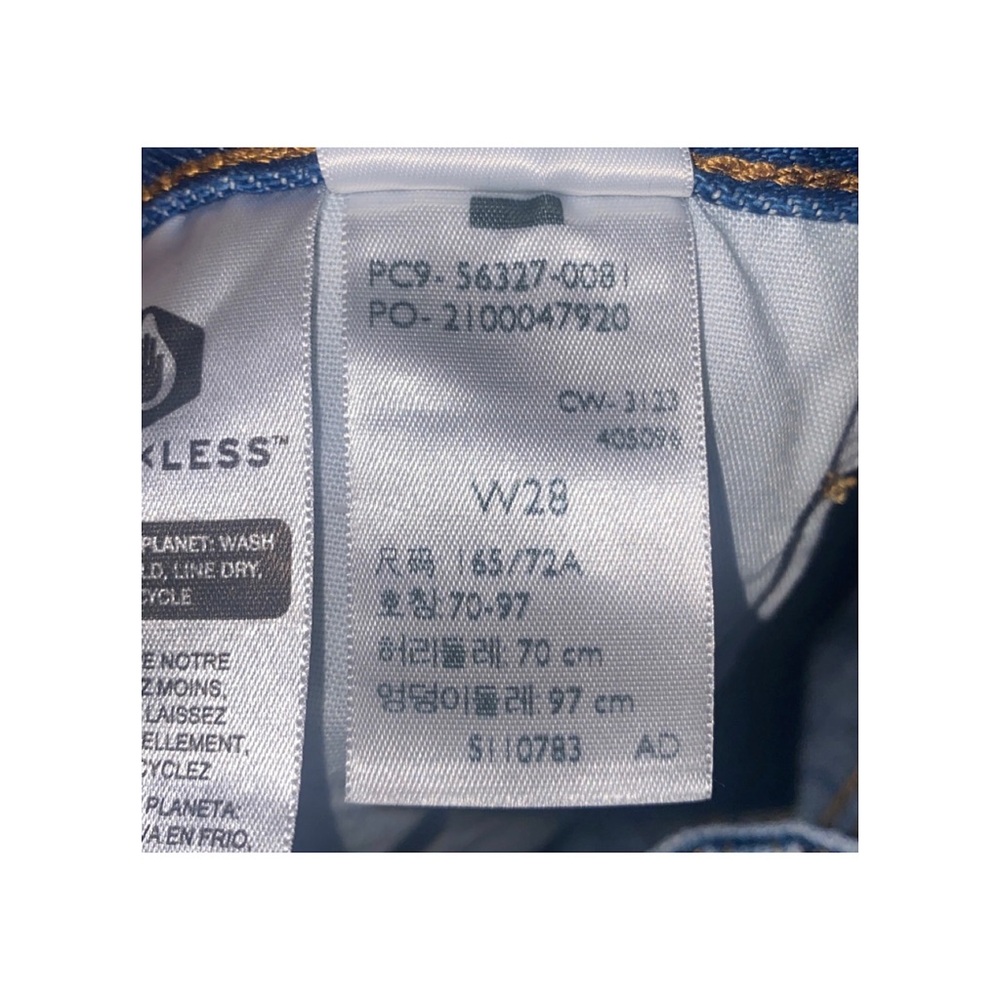 LESS™
PLANET: WASH
LD, LINE DRY,
CYCLE
E NOTRE
Z MOINS,
LAISSEZ
ELLEMENT,
CYCLEZ
PLANETA:
VA EN FRIO,
PC9- 56327-0081
PO- 2100047920
CW- 3123
405096
W28
尺码 165/72A
호칭:70-97
허리둘레: 70 cm
엉덩이둘레: 97 cm
S110783 AD